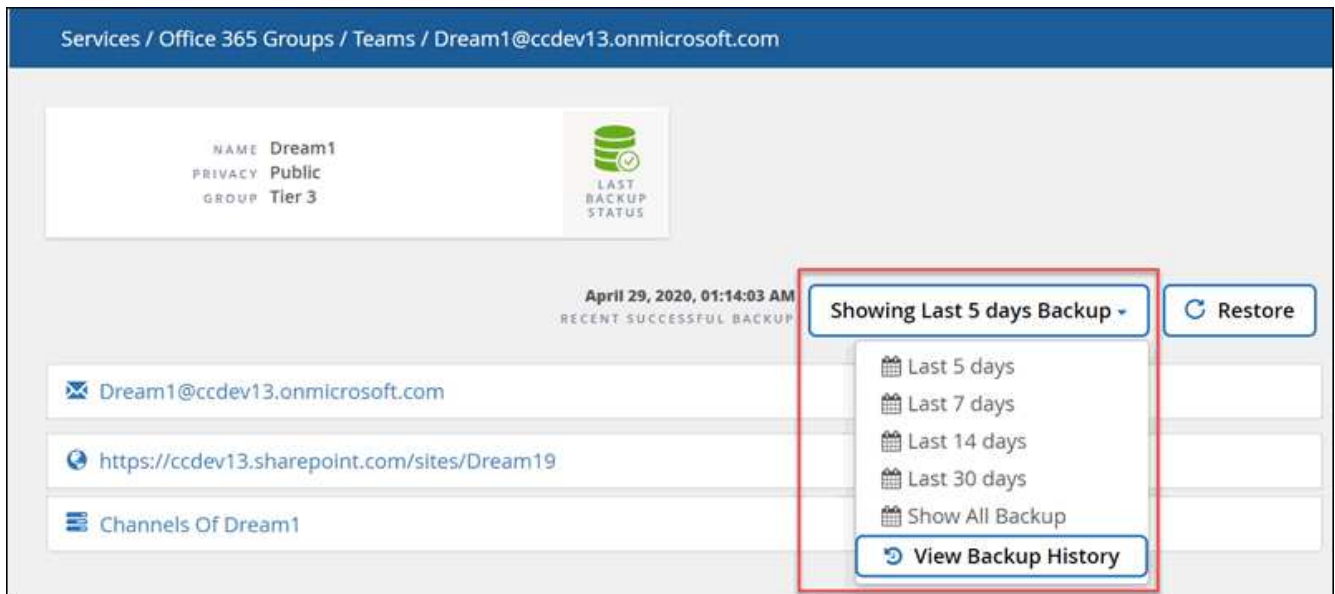 Services / Office 365 Groups / Teams / Dream1@ccdev13.onmicrosoft.com
NAME Dream1
PRIVACY Public
GROUP Tier 3
LAST
BACKUP
STATUS
April 29, 2020, 01:14:03 AM
RECENT SUCCESSFUL BACKUP
Showing Last 5 days Backup
Restore
Last 5 days
Last 7 days
Last 14 days
Last 30 days
Show All Backup
View Backup History
Dream1@ccdev13.onmicrosoft.com
https://ccdev13.sharepoint.com/sites/Dream19
Channels Of Dream1